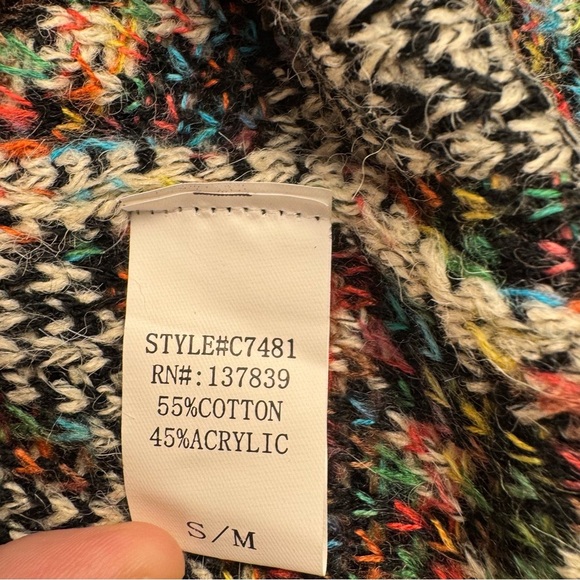 STYLE#C7481
RN#:137839
55%COTTON
45%ACRYLIC
S/M